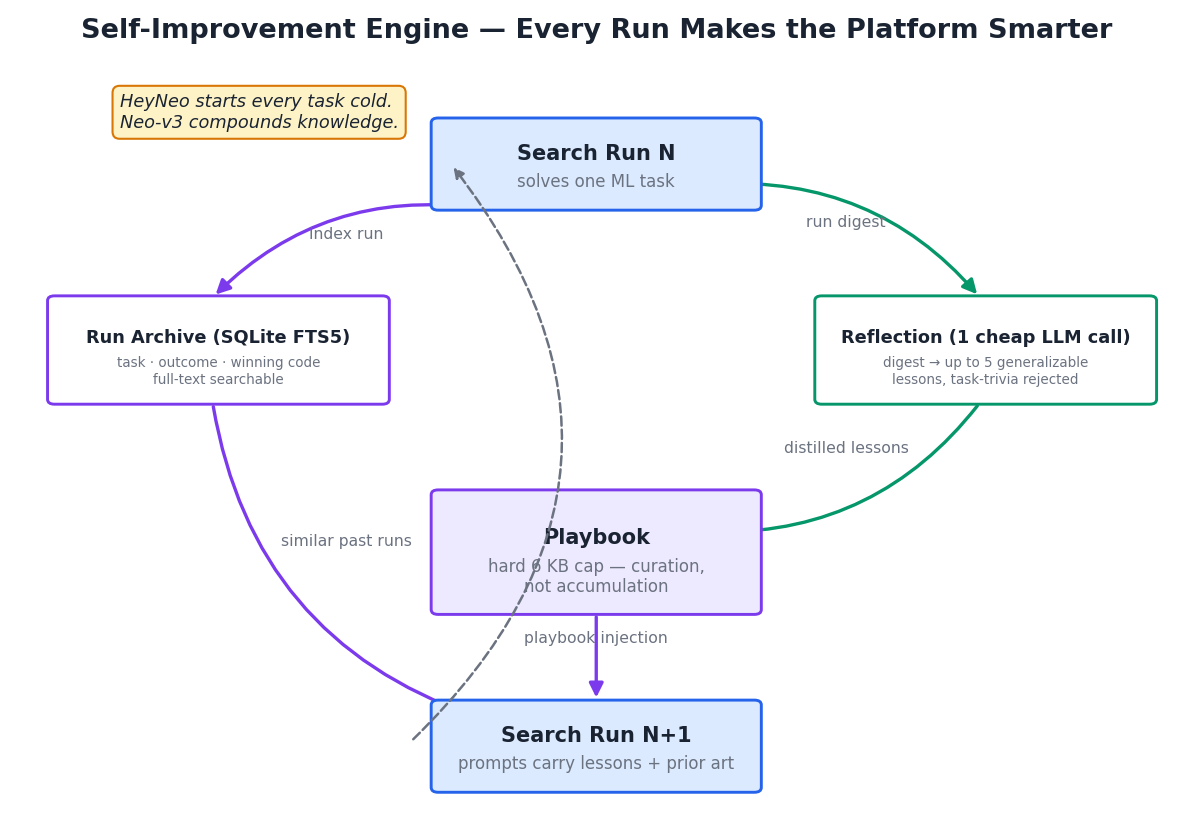 Self-Improvement Engine — Every Run Makes the Platform Smarter
HeyNeo starts every task cold.
Neo-v3 compounds knowledge.
Search Run N
solves one ML task
index run
run digest
Run Archive (SQLite FTS5)
task · outcome · winning code
full-text searchable
Reflection (1 cheap LLM call)
digest → up to 5 generalizable
lessons, task-trivia rejected
distilled lessons
similar past runs
Playbook
hard 6 KB cap — curation,
not accumulation
playbook injection
Search Run N+1
prompts carry lessons + prior art